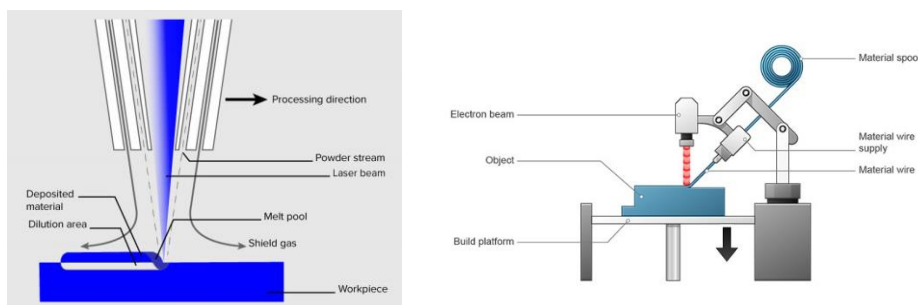 Processing direction
Powder stream
Laser beam
Deposited
material
Dilution area
Melt pool
Shield gas
Workpiece
Material spoo
Electron beam
Material wire
supply
Object
Material wire
Build platform